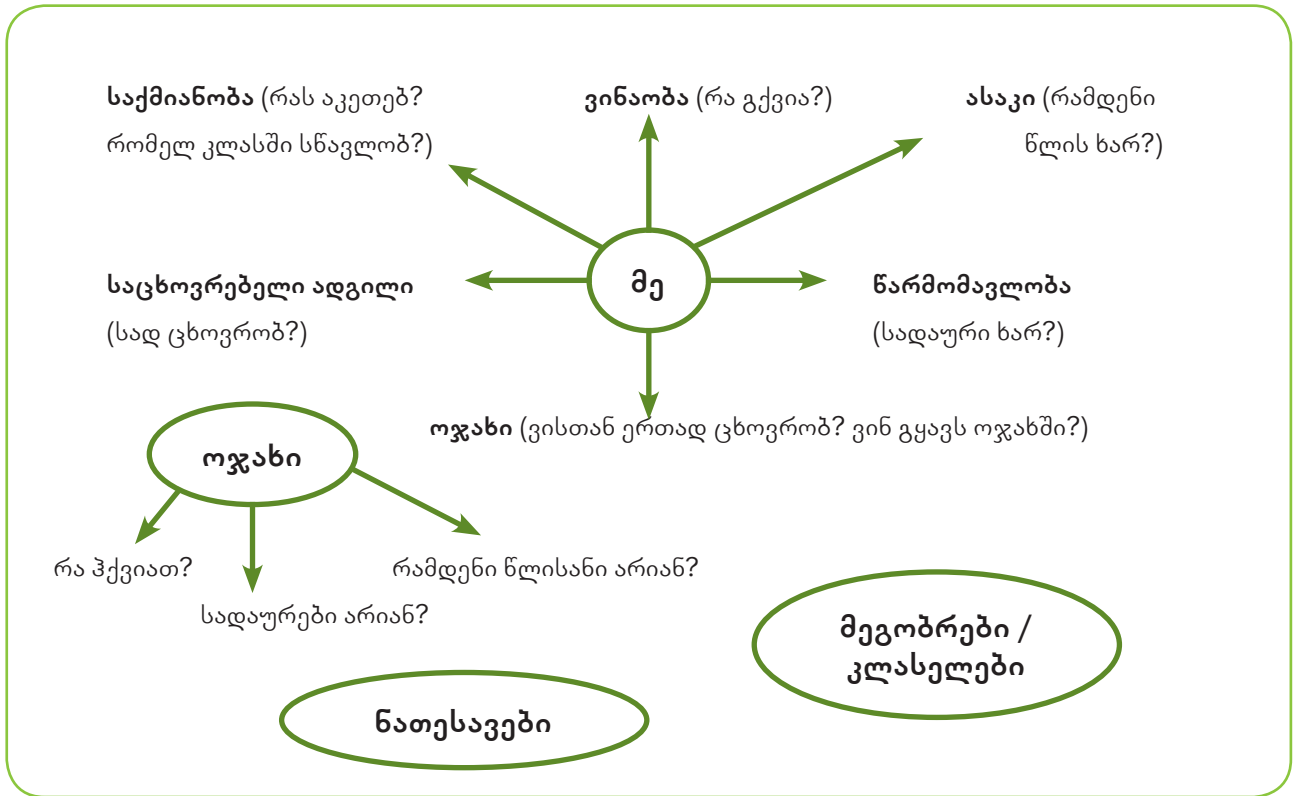 საქმიანობა (რას აკეთებ?
რომელ კლასში სწავლობ?)
ვინაობა (რა გქვია?)
ასაკი (რამდენი
წლის ხარ?)
მე
საცხოვრებელი ადგილი
(სად ცხოვრობ?)
წარმომავლობა
(სადაური ხარ?)
ოჯახი (ვისთან ერთად ცხოვრობ? ვინ გყავს ოჯახში?)
ოჯახი
რა ჰქვიათ?
რამდენი წლისანი არიან?
სადაურები არიან?
მეგობრები /
კლასელები
ნათესავები